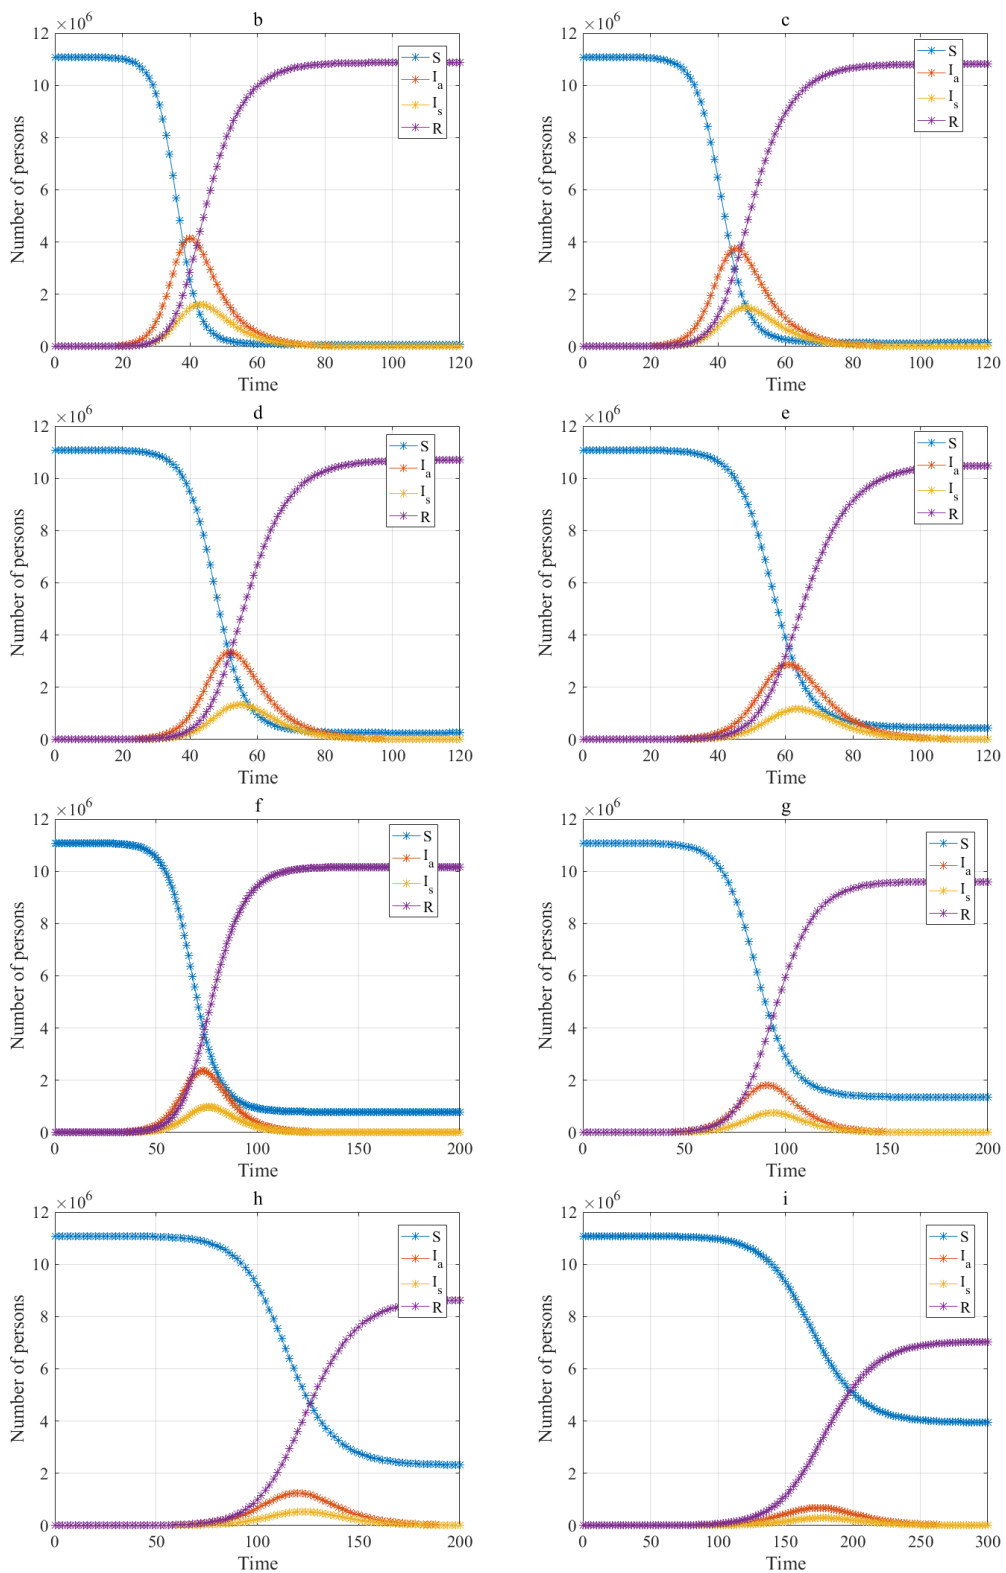 b
×10^6
12
10
8
6
4
2
0
Number of persons
S
I_a
I_s
R
0 20 40 60 80 100 120
Time
c
×10^6
12
10
8
6
4
2
0
Number of persons
S
I_a
I_s
R
0 20 40 60 80 100 120
Time
d
×10^6
12
10
8
6
4
2
0
Number of persons
S
I_a
I_s
R
0 20 40 60 80 100 120
Time
e
×10^6
12
10
8
6
4
2
0
Number of persons
S
I_a
I_s
R
0 20 40 60 80 100 120
Time
f
×10^6
12
10
8
6
4
2
0
Number of persons
S
I_a
I_s
R
0 50 100 150 200
Time
g
×10^6
12
10
8
6
4
2
0
Number of persons
S
I_a
I_s
R
0 50 100 150 200
Time
h
×10^6
12
10
8
6
4
2
0
Number of persons
S
I_a
I_s
R
0 50 100 150 200
Time
i
×10^6
12
10
8
6
4
2
0
Number of persons
S
I_a
I_s
R
0 50 100 150 200 250 300
Time